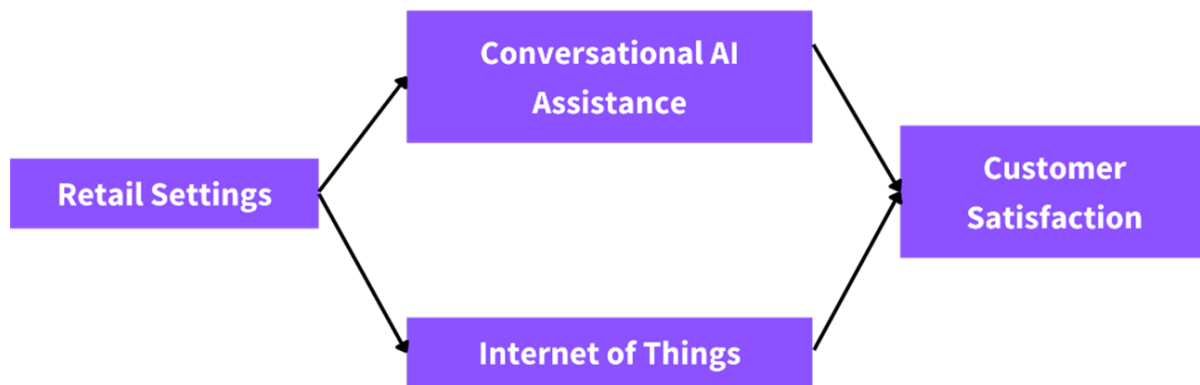 Conversational AI
Assistance
Retail Settings
Customer
Satisfaction
Internet of Things